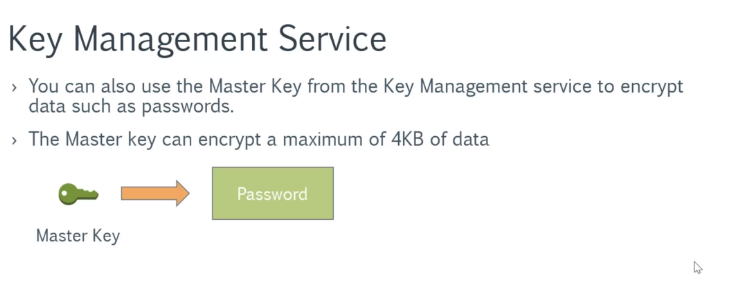 Key Management Service
› You can also use the Master Key from the Key Management service to encrypt
data such as passwords.
› The Master key can encrypt a maximum of 4KB of data
Password
Master Key